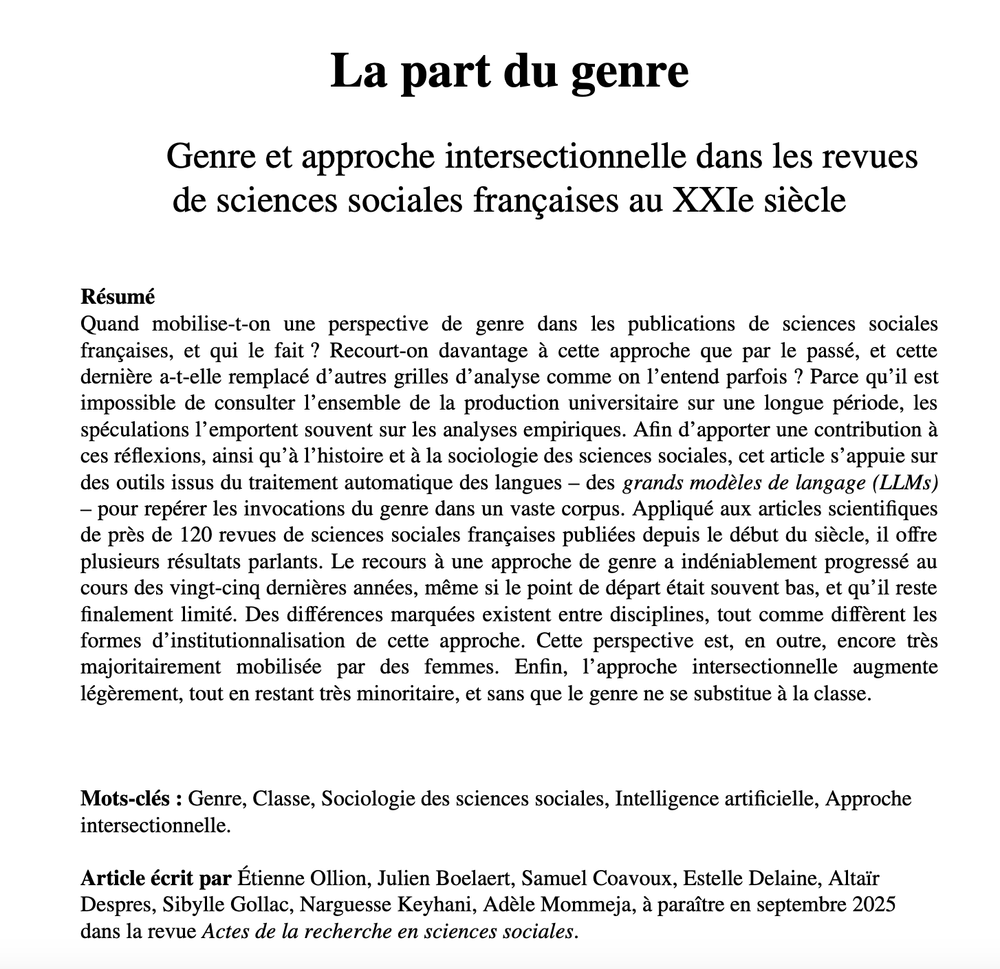 La part du genre
Genre et approche intersectionnelle dans les revues
de sciences sociales françaises au XXIe siècle
Résumé
Quand mobilise-t-on une perspective de genre dans les publications de sciences sociales
françaises, et qui le fait ? Recourt-on davantage à cette approche que par le passé, et cette
dernière a-t-elle remplacé d’autres grilles d’analyse comme on l’entend parfois ? Parce qu’il est
impossible de consulter l’ensemble de la production universitaire sur une longue période, les
spéculations l’emportent souvent sur les analyses empiriques. Afin d’apporter une contribution à
ces réflexions, ainsi qu’à l’histoire et à la sociologie des sciences sociales, cet article s’appuie sur
des outils issus du traitement automatique des langues – des grands modèles de langage (LLMs)
– pour repérer les invocations du genre dans un vaste corpus. Appliqué aux articles scientifiques
de près de 120 revues de sciences sociales françaises publiées depuis le début du siècle, il offre
plusieurs résultats parlants. Le recours à une approche de genre a indéniablement progressé au
cours des vingt-cinq dernières années, même si le point de départ était souvent bas, et qu’il reste
finalement limité. Des différences marquées existent entre disciplines, tout comme diffèrent les
formes d’institutionnalisation de cette approche. Cette perspective est, en outre, encore très
majoritairement mobilisée par des femmes. Enfin, l’approche intersectionnelle augmente
légèrement, tout en restant très minoritaire, et sans que le genre ne se substitue à la classe.
Mots-clés : Genre, Classe, Sociologie des sciences sociales, Intelligence artificielle, Approche
intersectionnelle.
Article écrit par Étienne Ollion, Julien Boelaert, Samuel Coavoux, Estelle Delaine, Altaïr
Despres, Sibylle Gollac, Narguesse Keyhani, Adèle Mommeja, à paraître en septembre 2025
dans la revue Actes de la recherche en sciences sociales.